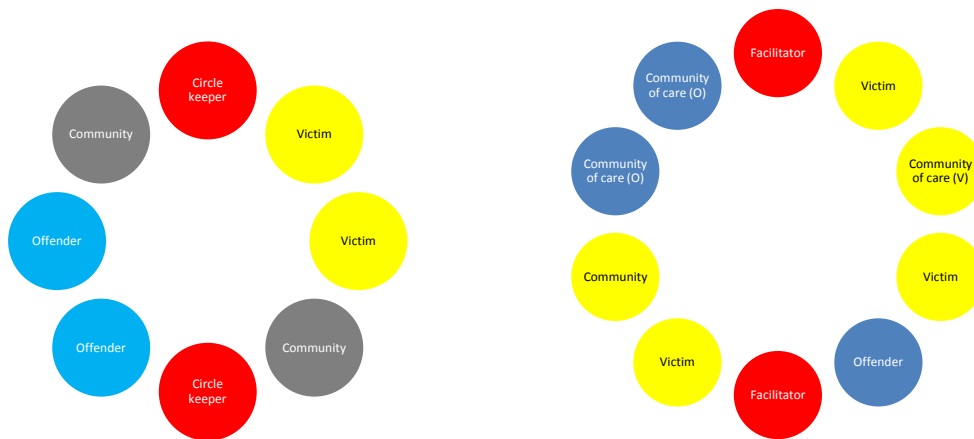 Circle
keeper
Victim
Victim
Community
Circle
keeper
Offender
Offender
Community
Facilitator
Victim
Community
of care (V)
Victim
Offender
Facilitator
Victim
Community
Community
of care (O)
Community
of care (O)